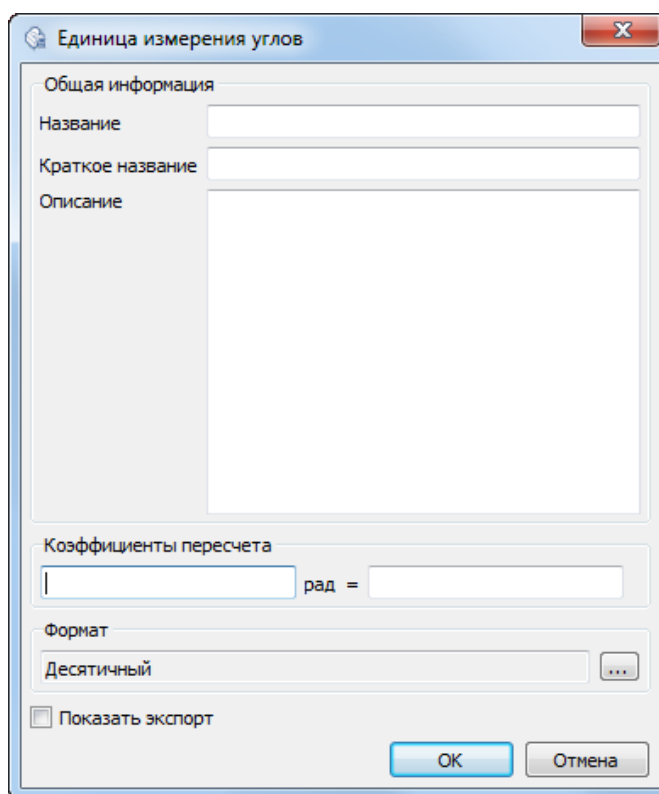 Единица измерения углов
Общая информация
Название
Краткое название
Описание
Коэффициенты пересчета
рад =
Формат
Десятичный
...
Показать экспорт
OK
Отмена